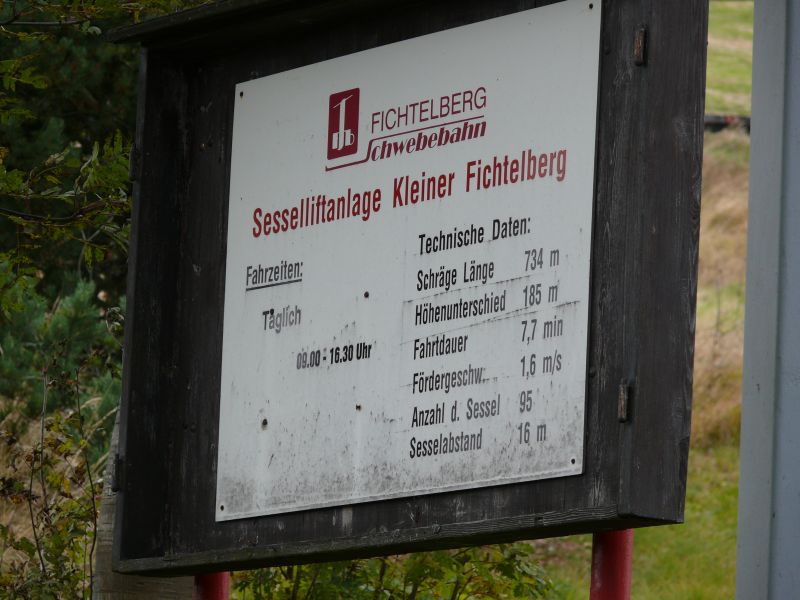 FICHTELBERG
Schwebebahn
Sesselliftanlage Kleiner Fichtelberg
Fahrzeiten:
Täglich
09.00 - 16.30 Uhr
Technische Daten:
Schräge Länge 734 m
Höhenunterschied 185 m
Fahrtdauer 7,7 min
Fördergeschw. 1,6 m/s
Anzahl d. Sessel 95
Sesselabstand 16 m